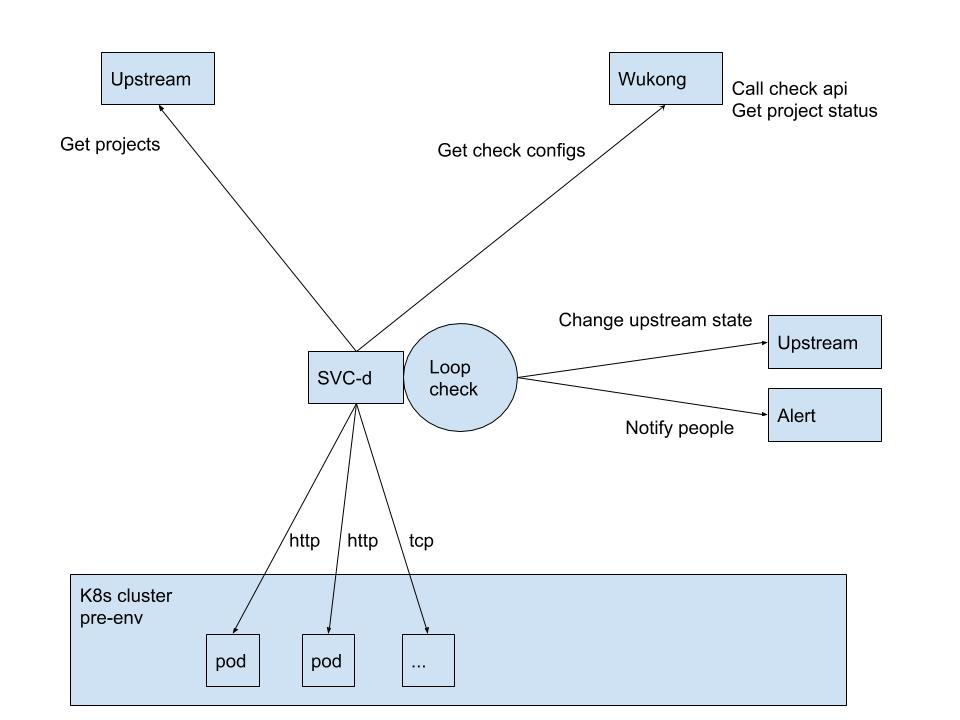 Upstream
Wukong
Call check api
Get project status
Get projects
Get check configs
Change upstream state
Upstream
SVC-d
Loop
check
Alert
Notify people
http
http
tcp
K8s cluster
pre-env
pod
pod
...